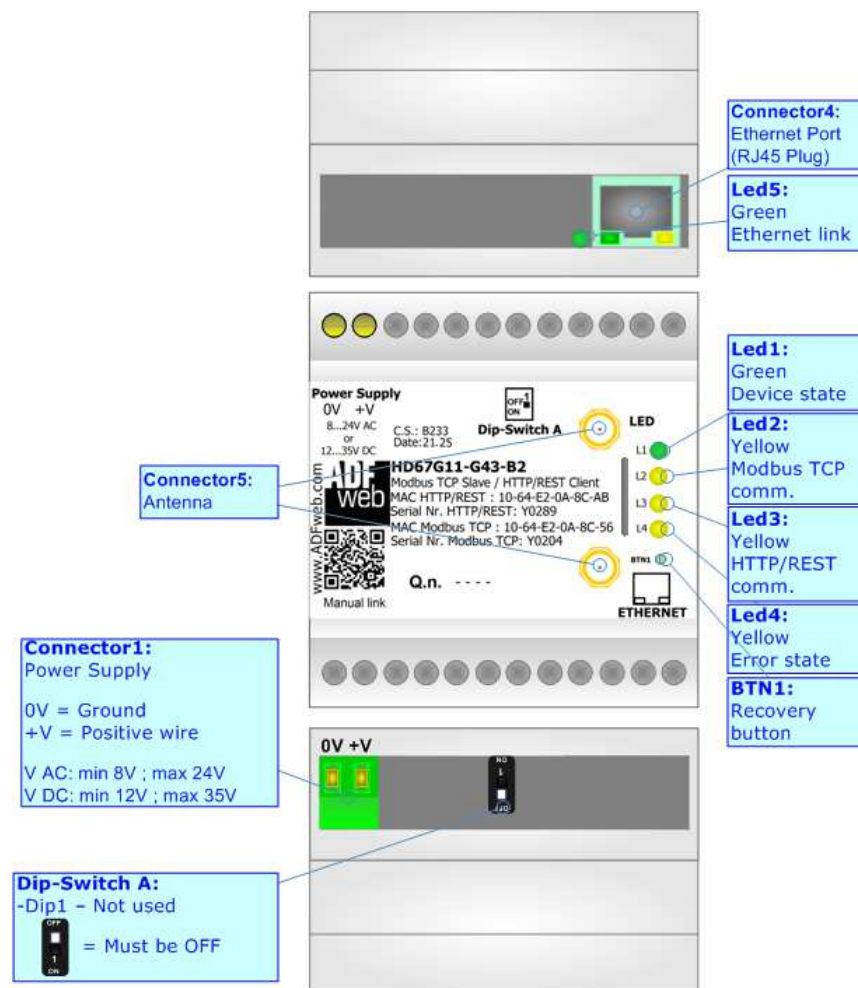 Connector4:
Ethernet Port
(RJ45 Plug)
Led5:
Green
Ethernet link
Power Supply
0V +V
8...24V AC
or
12...35V DC
C.S.: B233
Date:21.25
OFF 1
ON
Dip-Switch A
LED
L1
L2
L3
L4
BTN1
ETHERNET
www.ADFweb.com
ADF
web
HD67G11-G43-B2
Modbus TCP Slave / HTTP/REST Client
MAC HTTP/REST : 10-64-E2-0A-8C-AB
Serial Nr. HTTP/REST: Y0289
MAC Modbus TCP : 10-64-E2-0A-8C-56
Serial Nr. Modbus TCP: Y0204
Q.n. - - - -
Manual link
Led1:
Green
Device state
Led2:
Yellow
Modbus TCP
comm.
Led3:
Yellow
HTTP/REST
comm.
Led4:
Yellow
Error state
BTN1:
Recovery
button
Connector5:
Antenna
Connector1:
Power Supply
0V = Ground
+V = Positive wire
V AC: min 8V ; max 24V
V DC: min 12V ; max 35V
0V +V
ON
1
OFF
Dip-Switch A:
-Dip1 – Not used
OFF
1
ON
= Must be OFF